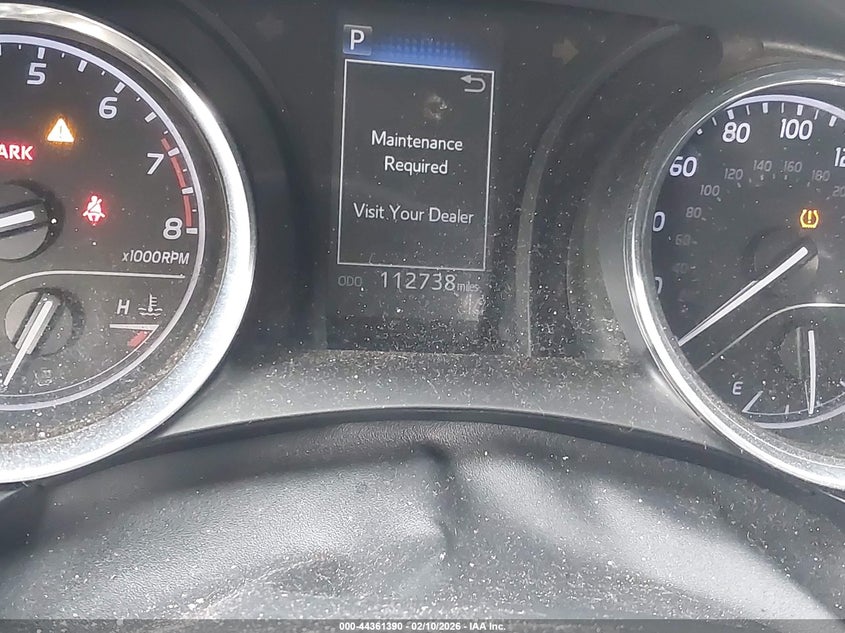 P
Maintenance
Required
Visit Your Dealer
ODO 112738 miles
5
6
7
8
x1000RPM
ARK
H
60
80
100
100
120
140
160
180
80
60
E
000-44361390 - 02/10/2026 - IAA Inc.